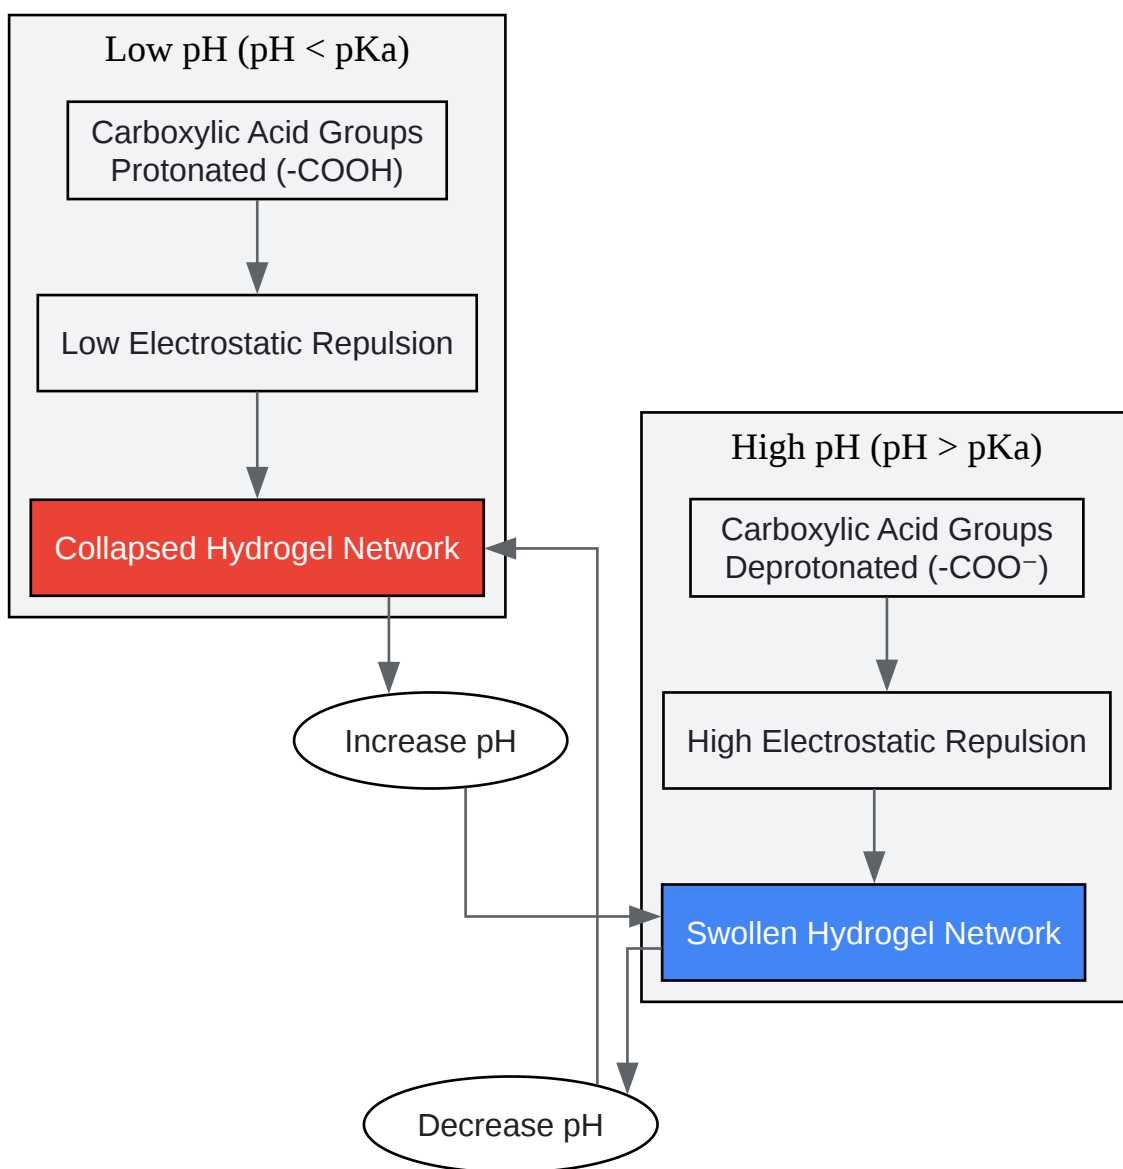 Low pH (pH < pKa)
Carboxylic Acid Groups
Protonated (-COOH)
Low Electrostatic Repulsion
Collapsed Hydrogel Network
Increase pH
High pH (pH > pKa)
Carboxylic Acid Groups
Deprotonated (-COO⁻)
High Electrostatic Repulsion
Swollen Hydrogel Network
Decrease pH